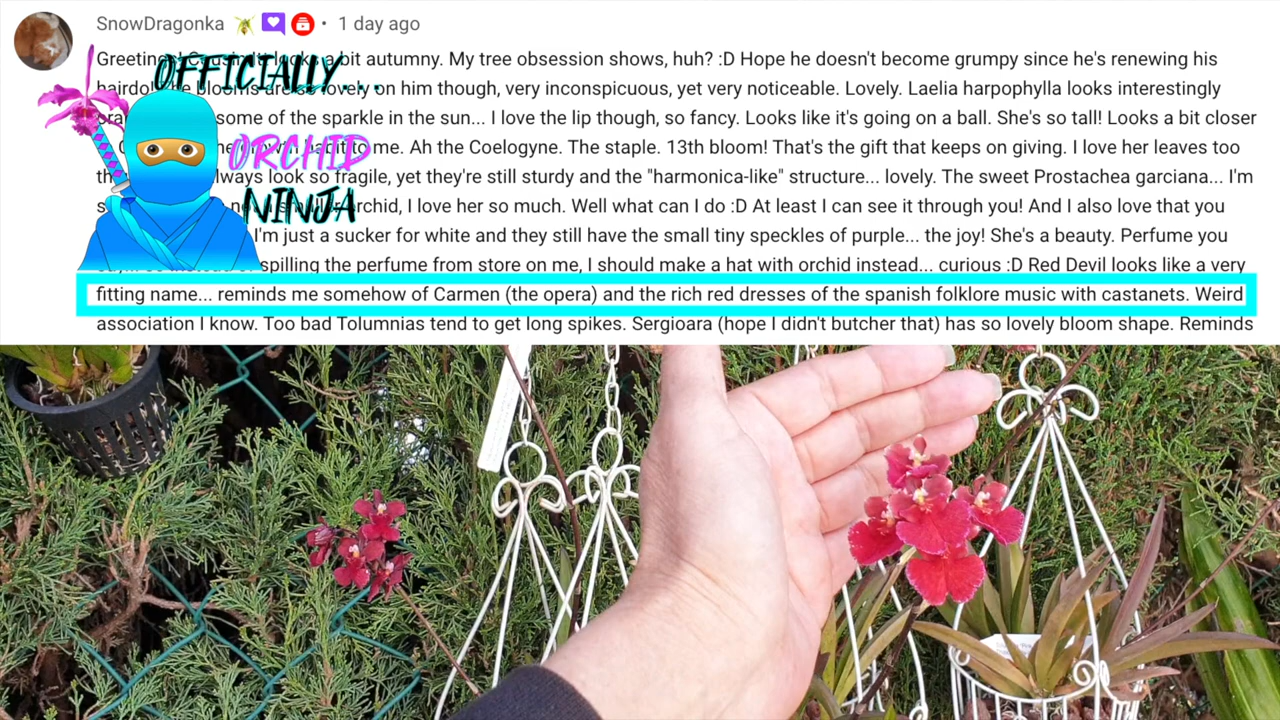 SnowDragonka • 1 day ago
bit autumny. My tree obsession shows, huh? :D Hope he doesn't become grumpy since he's renewing his
lovely on him though, very inconspicuous, yet very noticeable. Lovely. Laelia harpophylla looks interestingly
some of the sparkle in the sun... I love the lip though, so fancy. Looks like it's going on a ball. She's so tall! Looks a bit closer
to me. Ah the Coelogyne. The staple. 13th bloom! That's the gift that keeps on giving. I love her leaves too
always look so fragile, yet they're still sturdy and the "harmonica-like" structure... lovely. The sweet Prostachea garciana... I'm
orchid, I love her so much. Well what can I do :D At least I can see it through you! And I also love that you
I'm just a sucker for white and they still have the small tiny speckles of purple... the joy! She's a beauty. Perfume you
spilling the perfume from store on me, I should make a hat with orchid instead... curious :D Red Devil looks like a very
fitting name... reminds me somehow of Carmen (the opera) and the rich red dresses of the spanish folklore music with castanets. Weird
association I know. Too bad Tolumnias tend to get long spikes. Sergioara (hope I didn't butcher that) has so lovely bloom shape. Reminds
OFFICIALLY...
ORCHID
NINJA